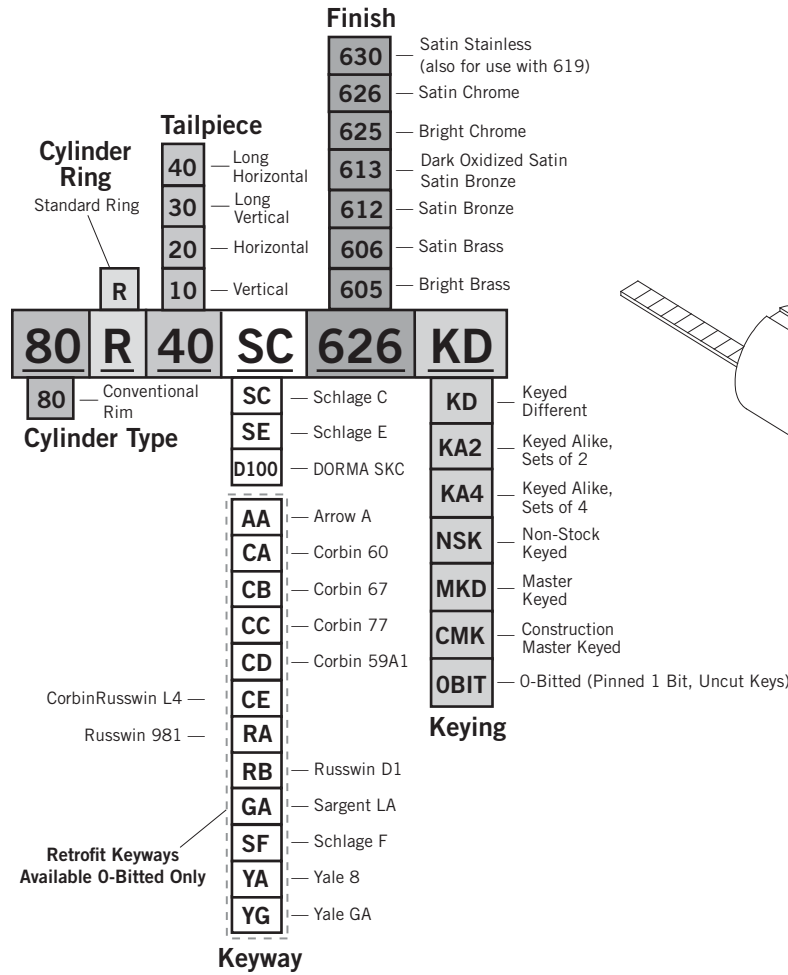 Finish
630 — Satin Stainless
(also for use with 619)
626 — Satin Chrome
625 — Bright Chrome
613 — Dark Oxidized Satin
Satin Bronze
612 — Satin Bronze
606 — Satin Brass
605 — Bright Brass
Tailpiece
40 — Long
Horizontal
30 — Long
Vertical
20 — Horizontal
10 — Vertical
Cylinder
Ring
Standard Ring
R
80 R 40 SC 626 KD
80 — Conventional
Rim
Cylinder Type
SC — Schlage C
SE — Schlage E
D100 — DORMA SKC
AA — Arrow A
CA — Corbin 60
CB — Corbin 67
CC — Corbin 77
CD — Corbin 59A1
CorbinRusswin L4 — CE
Russwin 981 — RA
RB — Russwin D1
GA — Sargent LA
SF — Schlage F
YA — Yale 8
YG — Yale GA
Retrofit Keyways
Available 0-Bitted Only
Keyway
KD — Keyed
Different
KA2 — Keyed Alike,
Sets of 2
KA4 — Keyed Alike,
Sets of 4
NSK — Non-Stock
Keyed
MKD — Master
Keyed
CMK — Construction
Master Keyed
0BIT — 0-Bitted (Pinned 1 Bit, Uncut Keys)
Keying